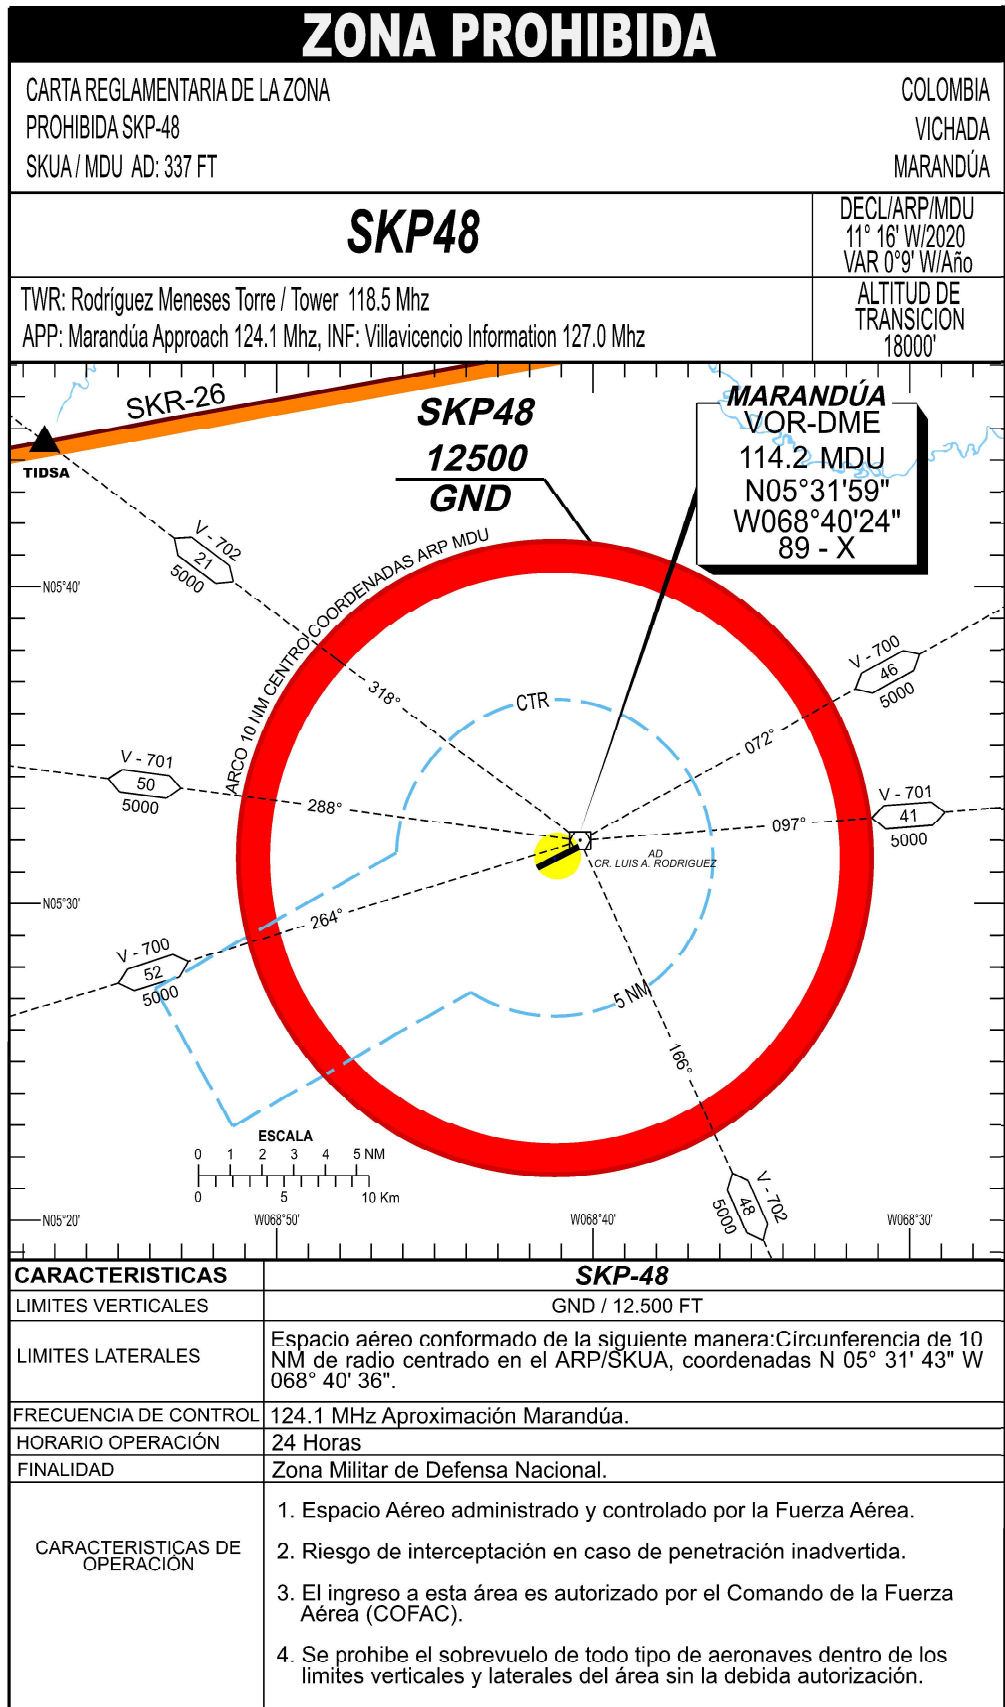 ZONA PROHIBIDA
CARTA REGLAMENTARIA DE LA ZONA
PROHIBIDA SKP-48
SKUA / MDU AD: 337 FT
COLOMBIA
VICHADA
MARANDÚA
SKP48
DECL/ARP/MDU
11° 16' W/2020
VAR 0°9' W/Año
TWR: Rodríguez Meneses Torre / Tower 118.5 Mhz
APP: Marandúa Approach 124.1 Mhz, INF: Villavicencio Information 127.0 Mhz
ALTITUD DE
TRANSICION
18000'
SKR-26
TIDSA
SKP48
12500
GND
MARANDÚA
VOR-DME
114.2 MDU
N05°31'59"
W068°40'24"
89 - X
V - 702
21
5000
ARCO 10 NM CENTRO COORDENADAS ARP MDU
N05°40'
318°
CTR
V - 700
46
5000
072°
V - 701
50
5000
288°
V - 701
41
5000
097°
AD
CR. LUIS A. RODRIGUEZ
N05°30'
264°
V - 700
52
5000
5 NM
166°
ESCALA
0 1 2 3 4 5 NM
0 5 10 Km
V - 702
48
5000
N05°20'
W068°50'
W068°40'
W068°30'
CARACTERISTICAS
SKP-48
LIMITES VERTICALES
GND / 12.500 FT
LIMITES LATERALES
Espacio aéreo conformado de la siguiente manera:Circunferencia de 10
NM de radio centrado en el ARP/SKUA, coordenadas N 05° 31' 43" W
068° 40' 36".
FRECUENCIA DE CONTROL
124.1 MHz Aproximación Marandúa.
HORARIO OPERACIÓN
24 Horas
FINALIDAD
Zona Militar de Defensa Nacional.
CARACTERISTICAS DE
OPERACIÓN
1. Espacio Aéreo administrado y controlado por la Fuerza Aérea.
2. Riesgo de interceptación en caso de penetración inadvertida.
3. El ingreso a esta área es autorizado por el Comando de la Fuerza
Aérea (COFAC).
4. Se prohibe el sobrevuelo de todo tipo de aeronaves dentro de los
limites verticales y laterales del área sin la debida autorización.